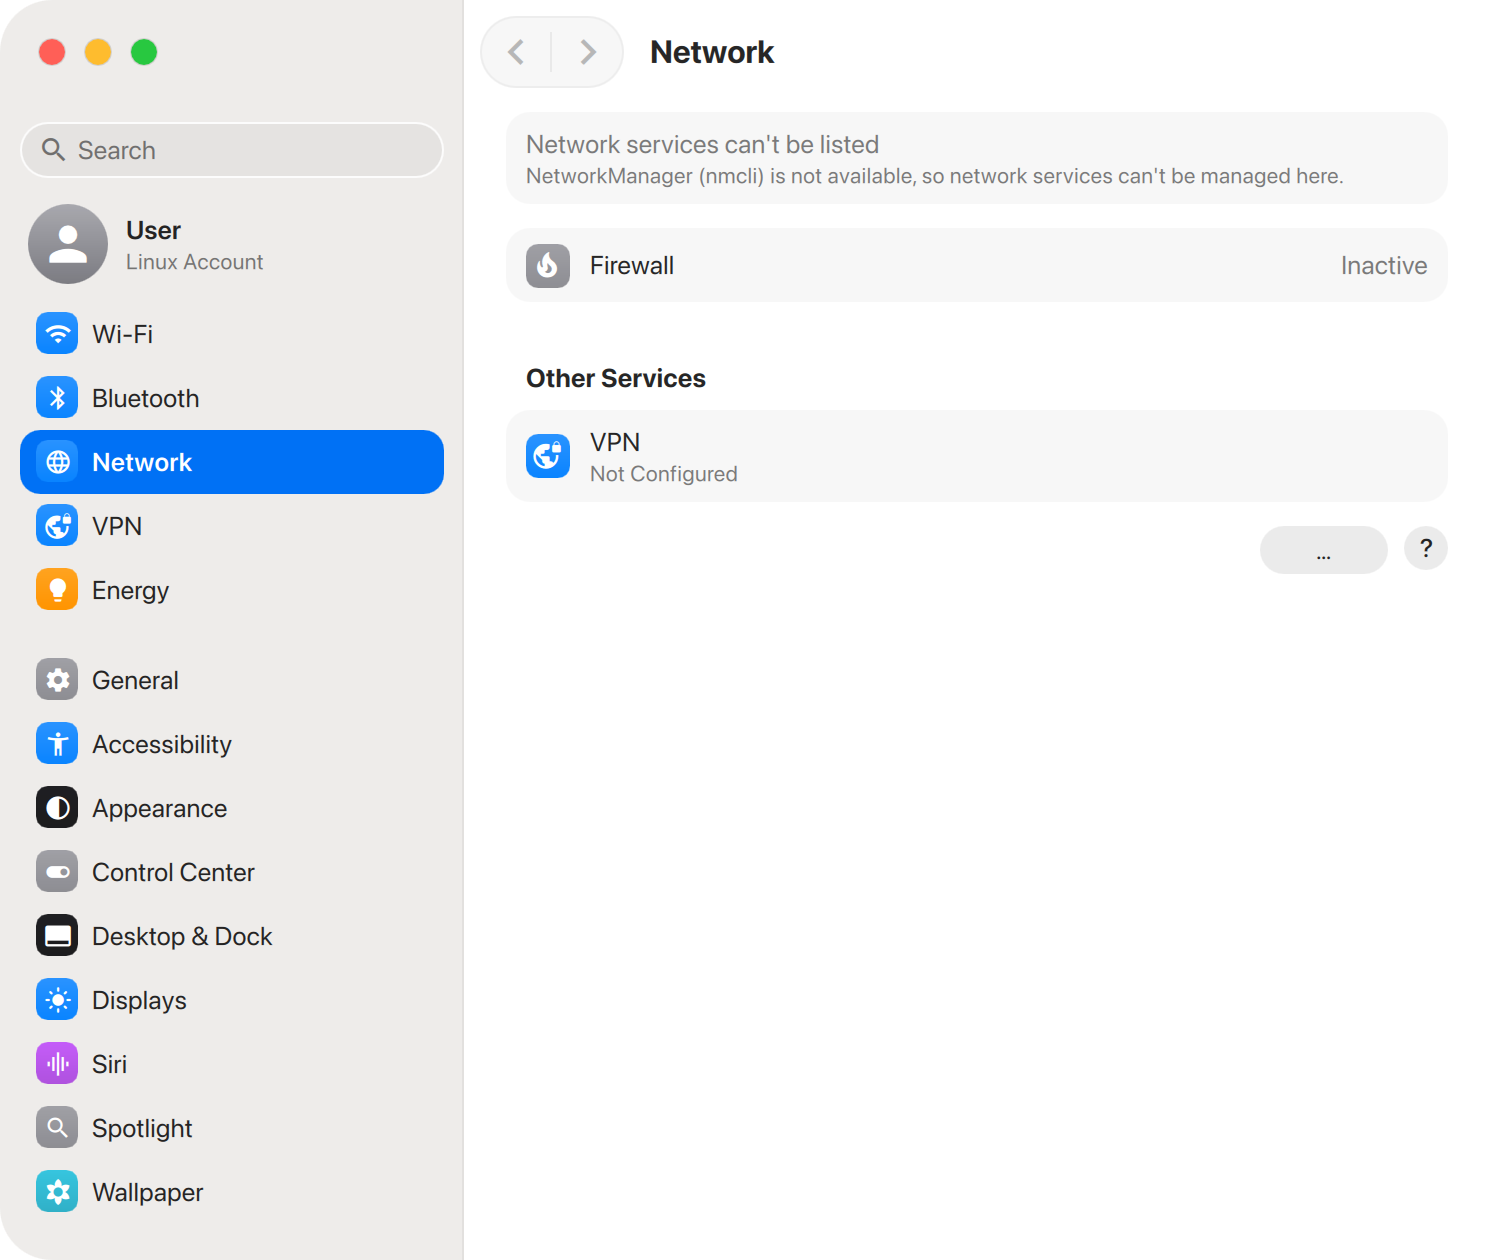 Network
Search
User
Linux Account
Wi-Fi
Bluetooth
Network
VPN
Energy
General
Accessibility
Appearance
Control Center
Desktop & Dock
Displays
Siri
Spotlight
Wallpaper
Network services can't be listed
NetworkManager (nmcli) is not available, so network services can't be managed here.
Firewall
Inactive
Other Services
VPN
Not Configured
...
?